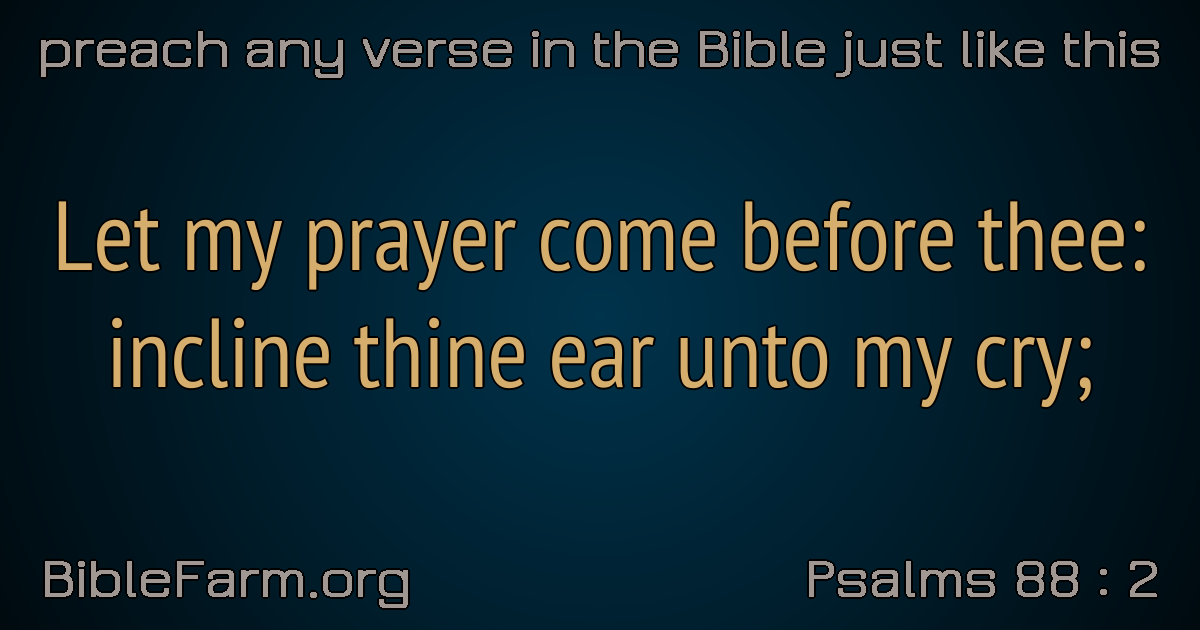 preach any verse in the Bible just like this
Let my prayer come before thee:
incline thine ear unto my cry;
BibleFarm.org
Psalms 88 : 2